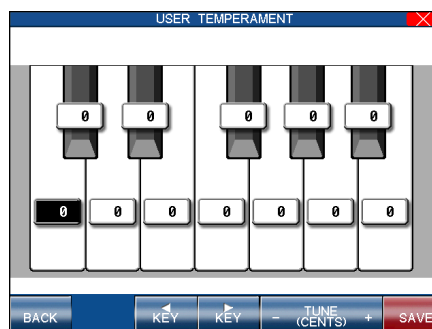 USER TEMPERAMENT
0 0 0 0 0
0 0 0 0 0 0 0
BACK KEY KEY - TUNE (CENTS) + SAVE